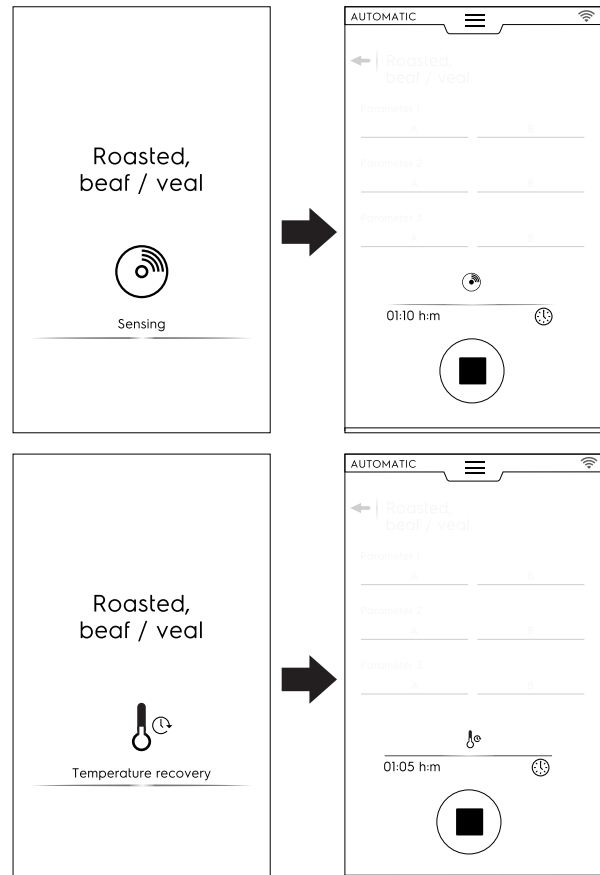 Roasted,
beaf / veal
Sensing
AUTOMATIC
Roasted,
beaf / veal
Parameter 1
A B
Parameter 2
A B
Parameter 3
A B
01:10 h:m
Roasted,
beaf / veal
Temperature recovery
AUTOMATIC
Roasted,
beaf / veal
Parameter 1
A B
Parameter 2
A B
Parameter 3
A B
01:05 h:m